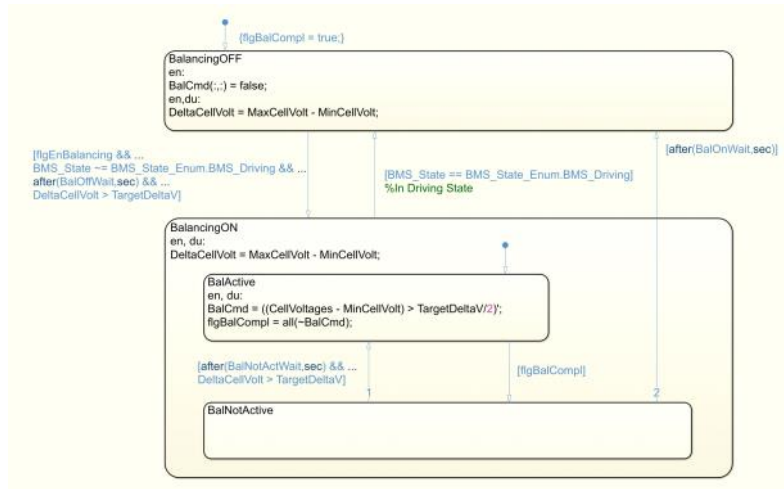 {flgBalCompl = true;}
BalancingOFF
en:
BalCmd(:,:) = false;
en,du:
DeltaCellVolt = MaxCellVolt - MinCellVolt;
[flgEnBalancing && ...
BMS_State ~= BMS_State_Enum.BMS_Driving && ...
after(BalOffWait,sec) && ...
DeltaCellVolt > TargetDeltaV]
[BMS_State == BMS_State_Enum.BMS_Driving]
%In Driving State
[after(BalOnWait,sec)]
BalancingON
en, du:
DeltaCellVolt = MaxCellVolt - MinCellVolt;
BalActive
en, du:
BalCmd = ((CellVoltages - MinCellVolt) > TargetDeltaV/2)';
flgBalCompl = all(~BalCmd);
[after(BalNotActWait,sec) && ...
DeltaCellVolt > TargetDeltaV]
[flgBalCompl]
1
2
BalNotActive